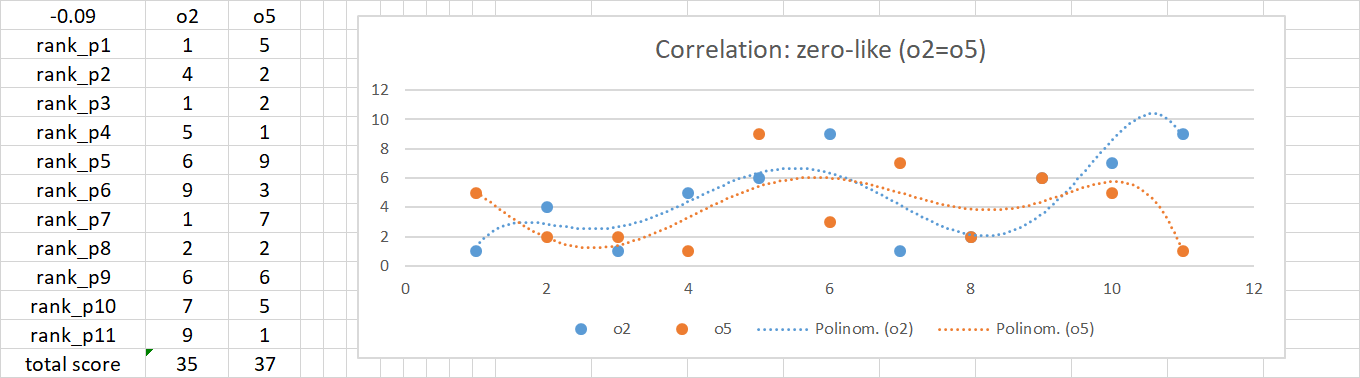 -0.09 o2 o5
rank_p1 1 5
rank_p2 4 2
rank_p3 1 2
rank_p4 5 1
rank_p5 6 9
rank_p6 9 3
rank_p7 1 7
rank_p8 2 2
rank_p9 6 6
rank_p10 7 5
rank_p11 9 1
total score 35 37
Correlation: zero-like (o2=o5)
12
10
8
6
4
2
0
0 2 4 6 8 10 12
o2 o5 Polinom. (o2) Polinom. (o5)